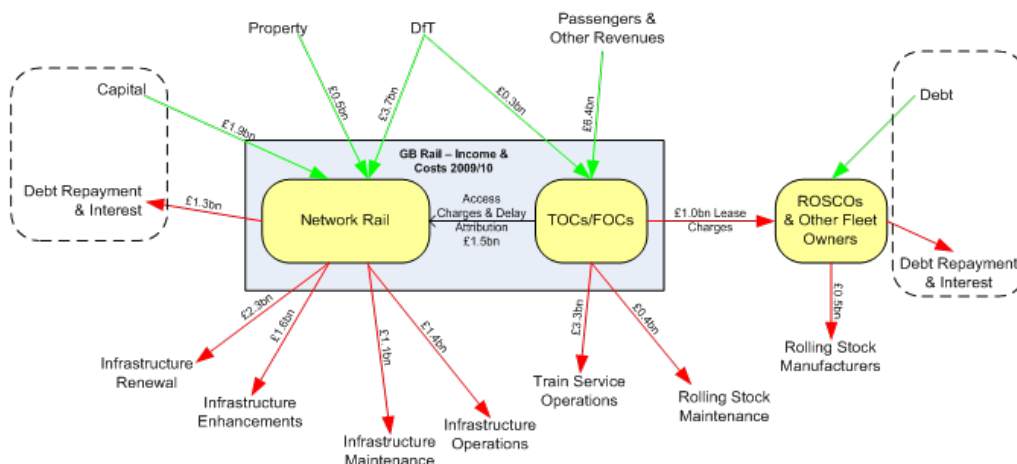 Property
DfT
Passengers &
Other Revenues
Capital
Debt
£0.5bn
£3.7bn
£0.3bn
£6.4bn
£1.9bn
GB Rail – Income &
Costs 2009/10
Debt Repayment
& Interest
£1.3bn
Network Rail
Access
Charges & Delay
Attribution
£1.5bn
TOCs/FOCs
£1.0bn Lease
Charges
ROSCOs
& Other Fleet
Owners
Debt Repayment
& Interest
£2.3bn
£1.6bn
£1.1bn
£1.4bn
£3.3bn
£0.4bn
£0.5bn
Infrastructure
Renewal
Infrastructure
Enhancements
Infrastructure
Maintenance
Infrastructure
Operations
Train Service
Operations
Rolling Stock
Maintenance
Rolling Stock
Manufacturers